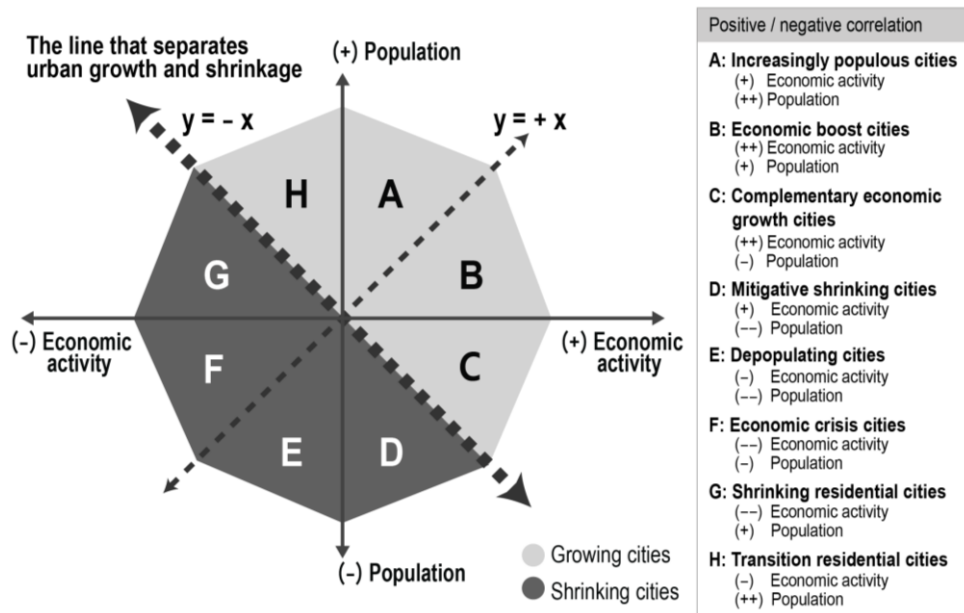 The line that separates
urban growth and shrinkage
(+) Population
y = – x
y = + x
H
A
G
B
(–) Economic
activity
(+) Economic
activity
F
C
E
D
(–) Population
Growing cities
Shrinking cities
Positive / negative correlation
A: Increasingly populous cities
(+) Economic activity
(++) Population
B: Economic boost cities
(++) Economic activity
(+) Population
C: Complementary economic
growth cities
(++) Economic activity
(–) Population
D: Mitigative shrinking cities
(+) Economic activity
(––) Population
E: Depopulating cities
(–) Economic activity
(––) Population
F: Economic crisis cities
(––) Economic activity
(–) Population
G: Shrinking residential cities
(––) Economic activity
(+) Population
H: Transition residential cities
(–) Economic activity
(++) Population